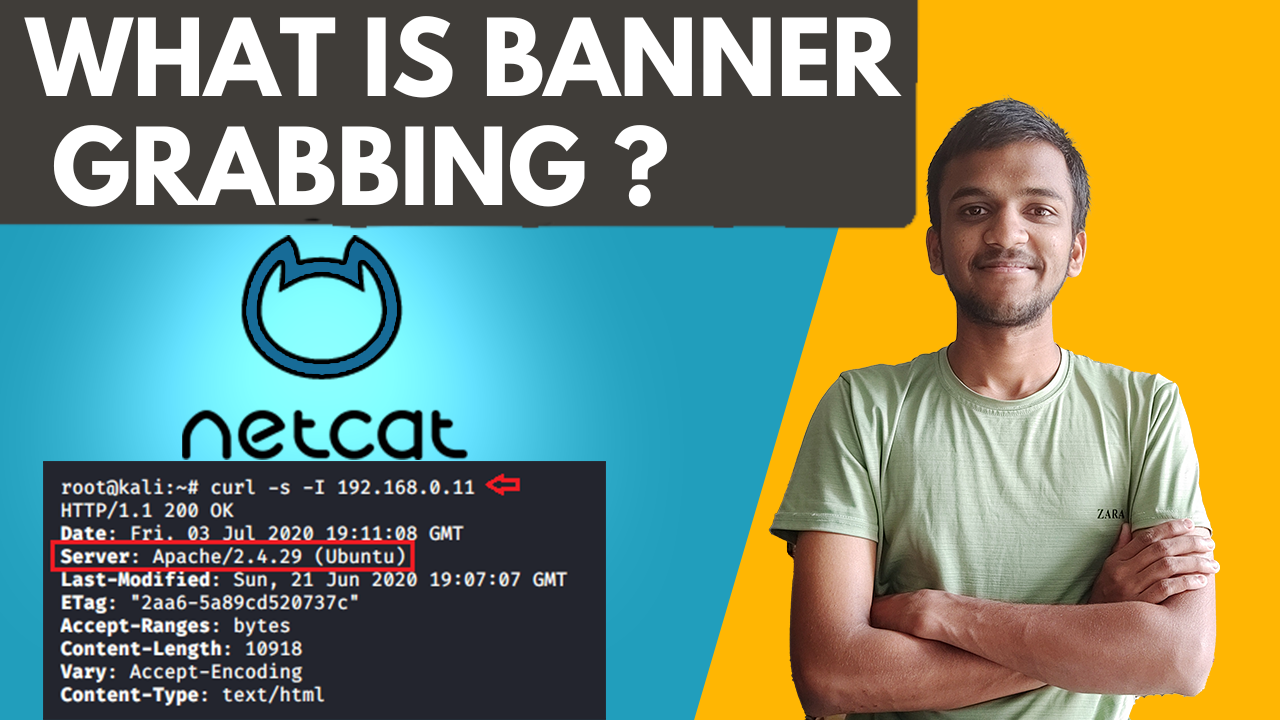 WHAT IS BANNER
GRABBING ?
netcat
root@kali:~# curl -s -I 192.168.0.11
HTTP/1.1 200 OK
Date: Fri, 03 Jul 2020 19:11:08 GMT
Server: Apache/2.4.29 (Ubuntu)
Last-Modified: Sun, 21 Jun 2020 19:07:07 GMT
ETag: "2aa6-5a89cd520737c"
Accept-Ranges: bytes
Content-Length: 10918
Vary: Accept-Encoding
Content-Type: text/html
ZARA